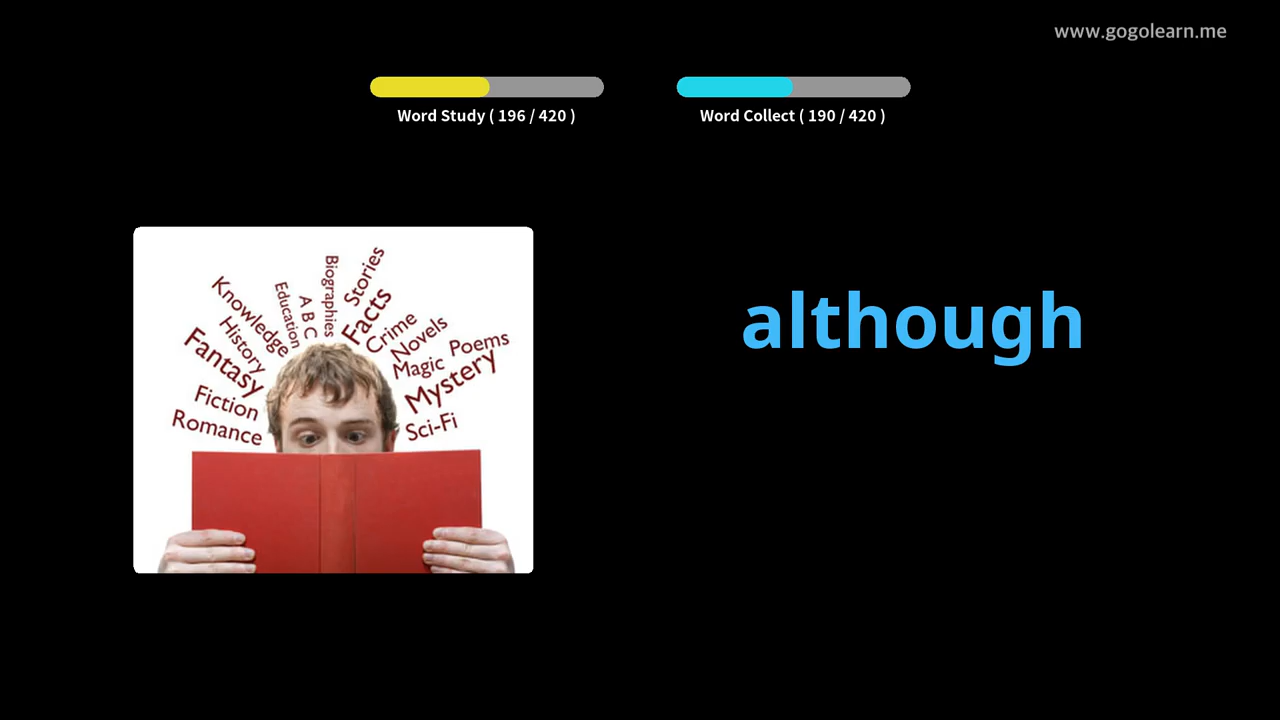 www.gogolearn.me
Word Study ( 196 / 420 )
Word Collect ( 190 / 420 )
although
Biographies
Stories
Education
A B C
Facts
Knowledge
Crime
History
Novels
Fantasy
Magic
Poems
Mystery
Fiction
Romance
Sci-Fi